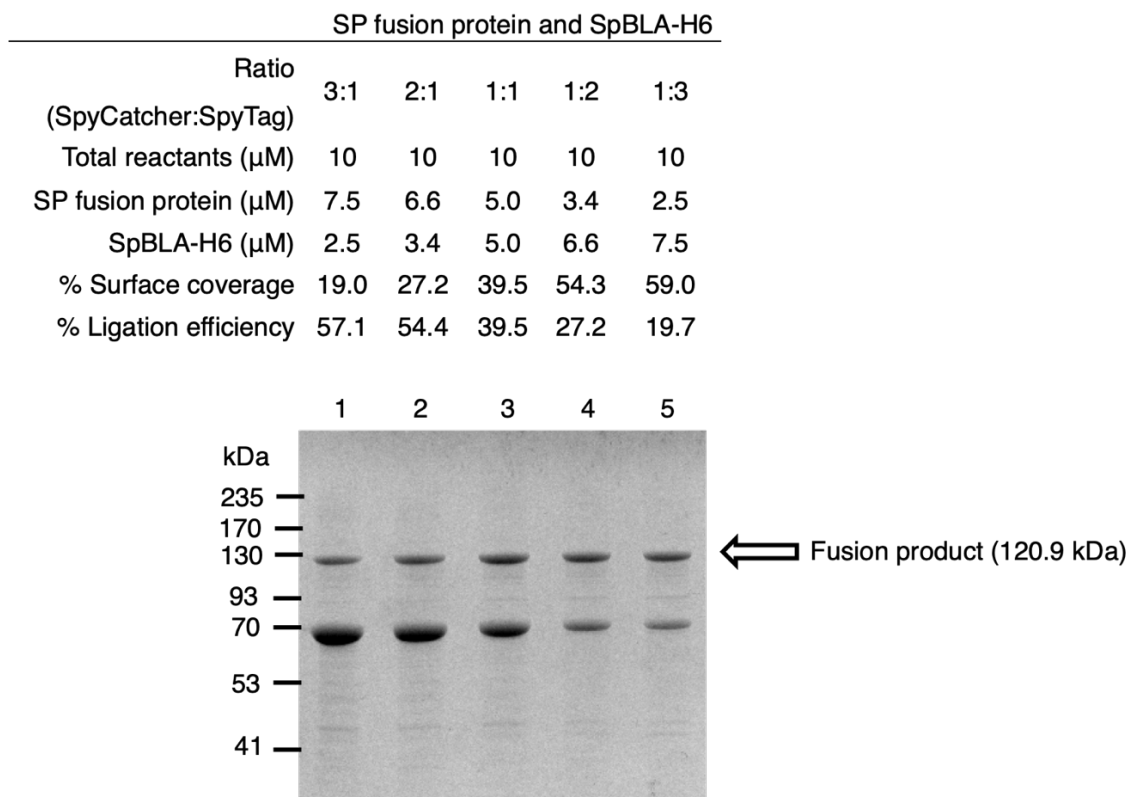 SP fusion protein and SpBLA-H6
Ratio
(SpyCatcher:SpyTag)
3:1 2:1 1:1 1:2 1:3
Total reactants (μM) 10 10 10 10 10
SP fusion protein (μM) 7.5 6.6 5.0 3.4 2.5
SpBLA-H6 (μM) 2.5 3.4 5.0 6.6 7.5
% Surface coverage 19.0 27.2 39.5 54.3 59.0
% Ligation efficiency 57.1 54.4 39.5 27.2 19.7
1 2 3 4 5
kDa
235
170
130
Fusion product (120.9 kDa)
93
70
53
41